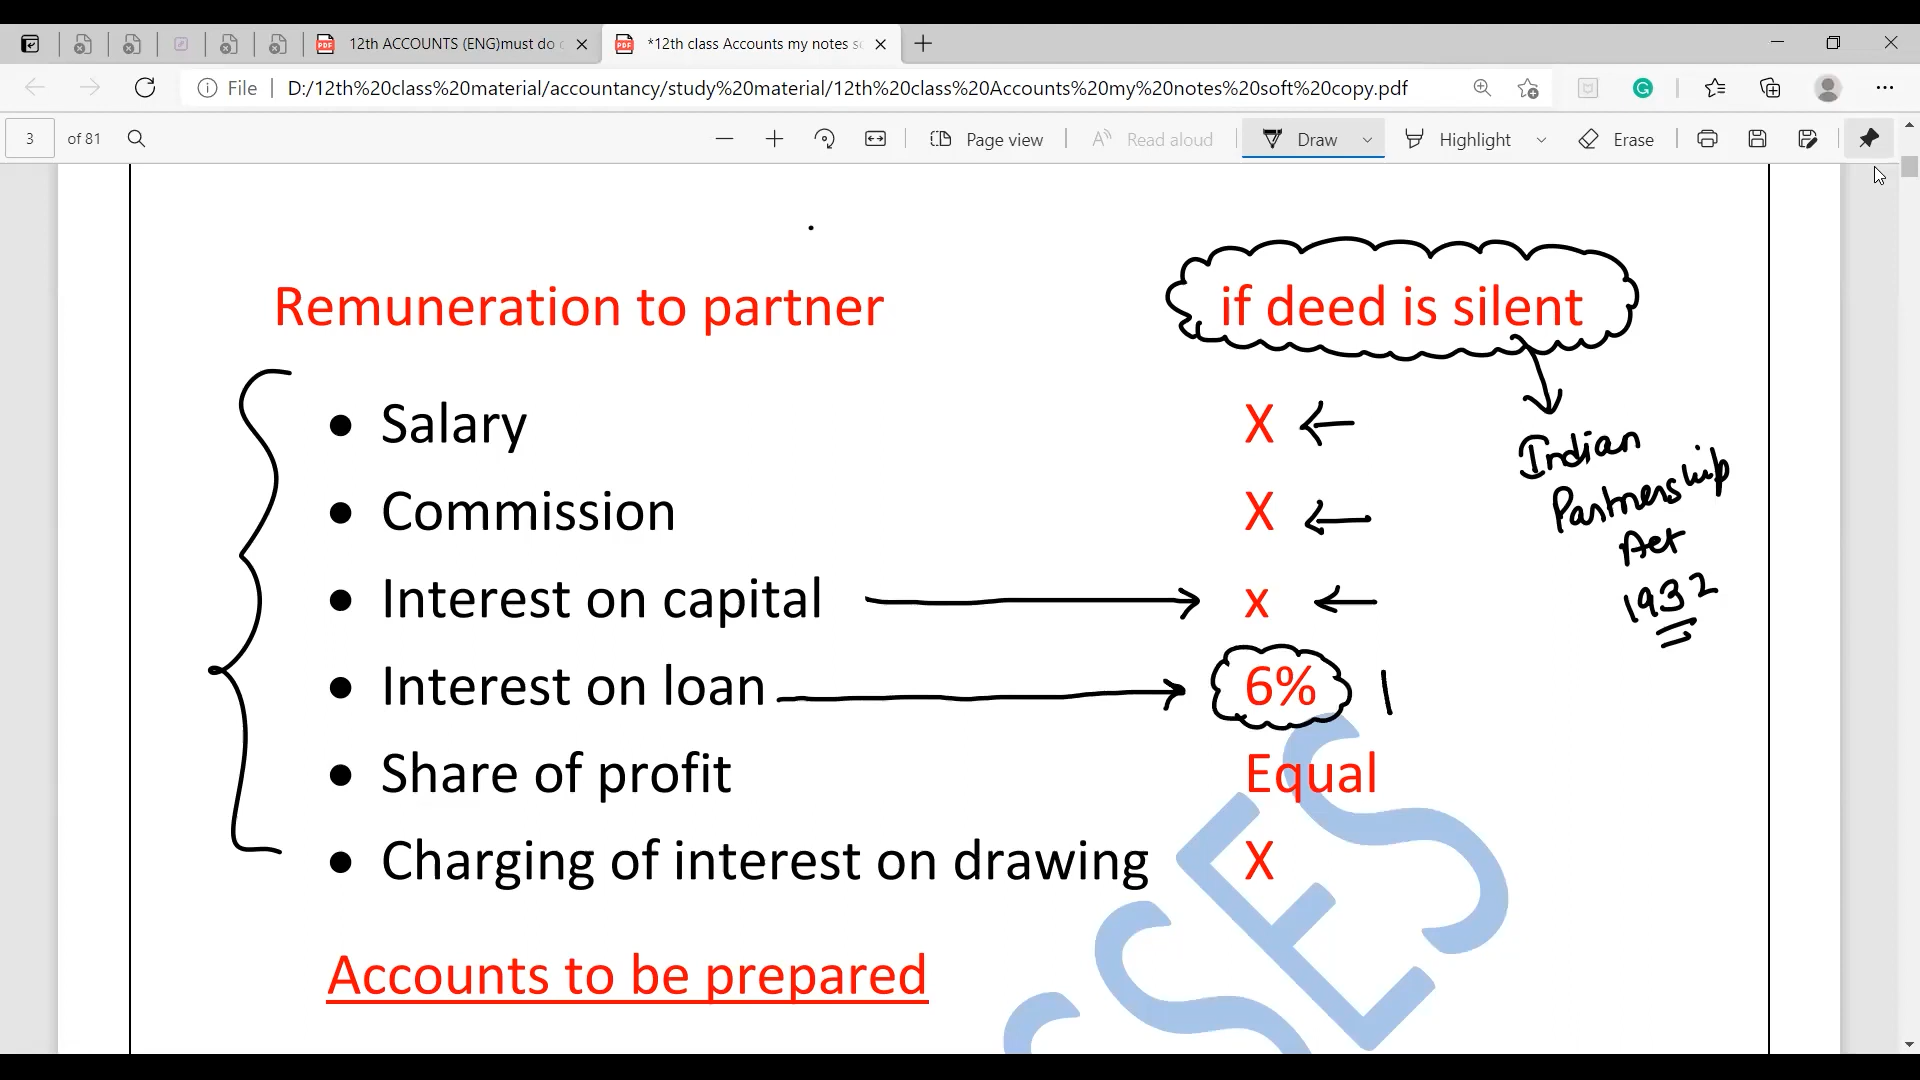 12th ACCOUNTS (ENG)must do
*12th class Accounts my notes so
File
D:/12th%20class%20material/accountancy/study%20material/12th%20class%20Accounts%20my%20notes%20soft%20copy.pdf
3 of 81
Page view
Read aloud
Draw
Highlight
Erase
Remuneration to partner if deed is silent
• Salary X
• Commission X
• Interest on capital x
• Interest on loan 6%
• Share of profit Equal
• Charging of interest on drawing X
Indian
Partnership
Act
1932
Accounts to be prepared
SSES